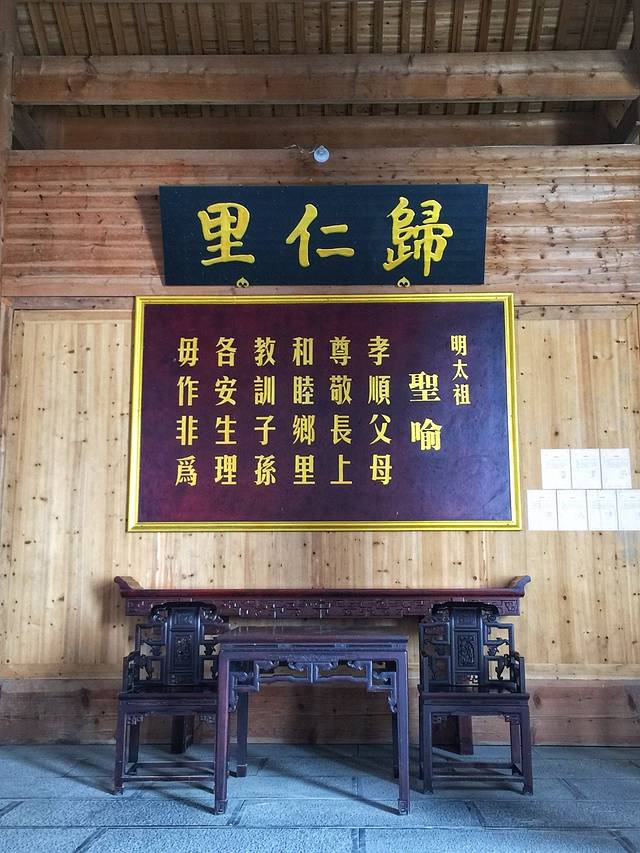 歸仁里
明太祖
聖喻
孝順父母
尊敬長上
和睦鄉里
教訓子孫
各安生理
毋作非爲